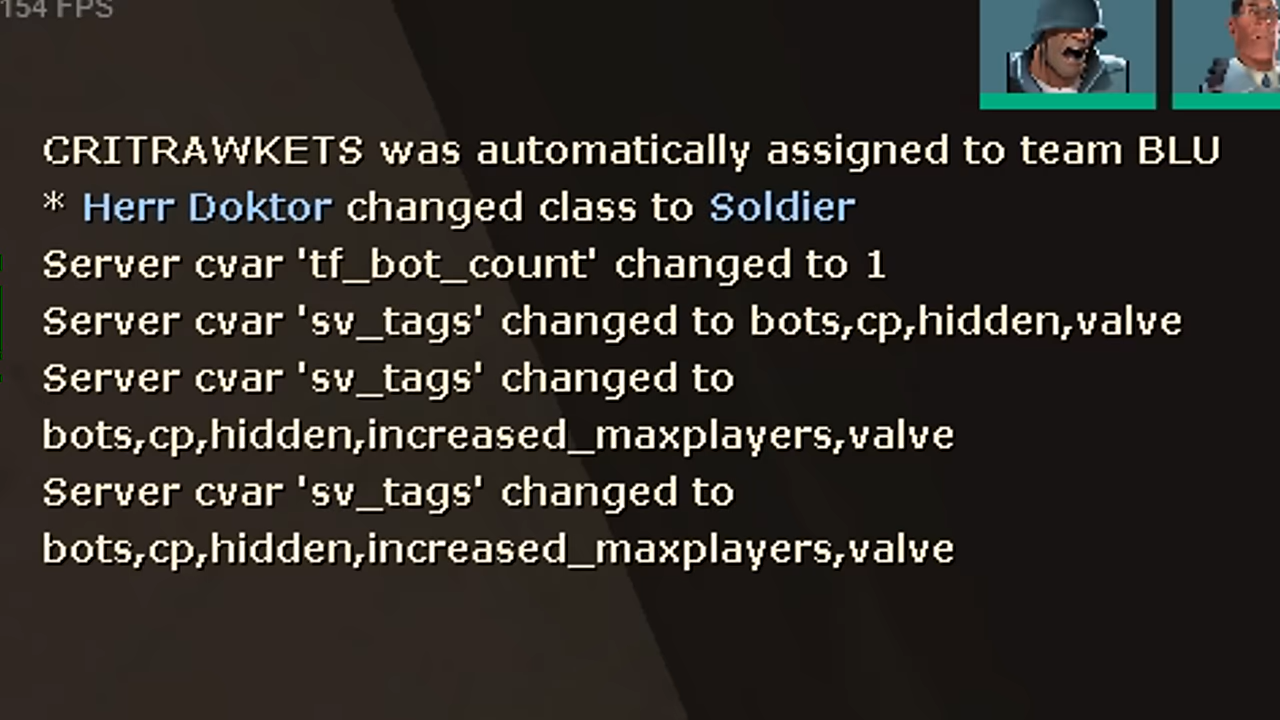 154 FPS
CRITRAWKETS was automatically assigned to team BLU
* Herr Doktor changed class to Soldier
Server cvar 'tf_bot_count' changed to 1
Server cvar 'sv_tags' changed to bots,cp,hidden,valve
Server cvar 'sv_tags' changed to
bots,cp,hidden,increased_maxplayers,valve
Server cvar 'sv_tags' changed to
bots,cp,hidden,increased_maxplayers,valve